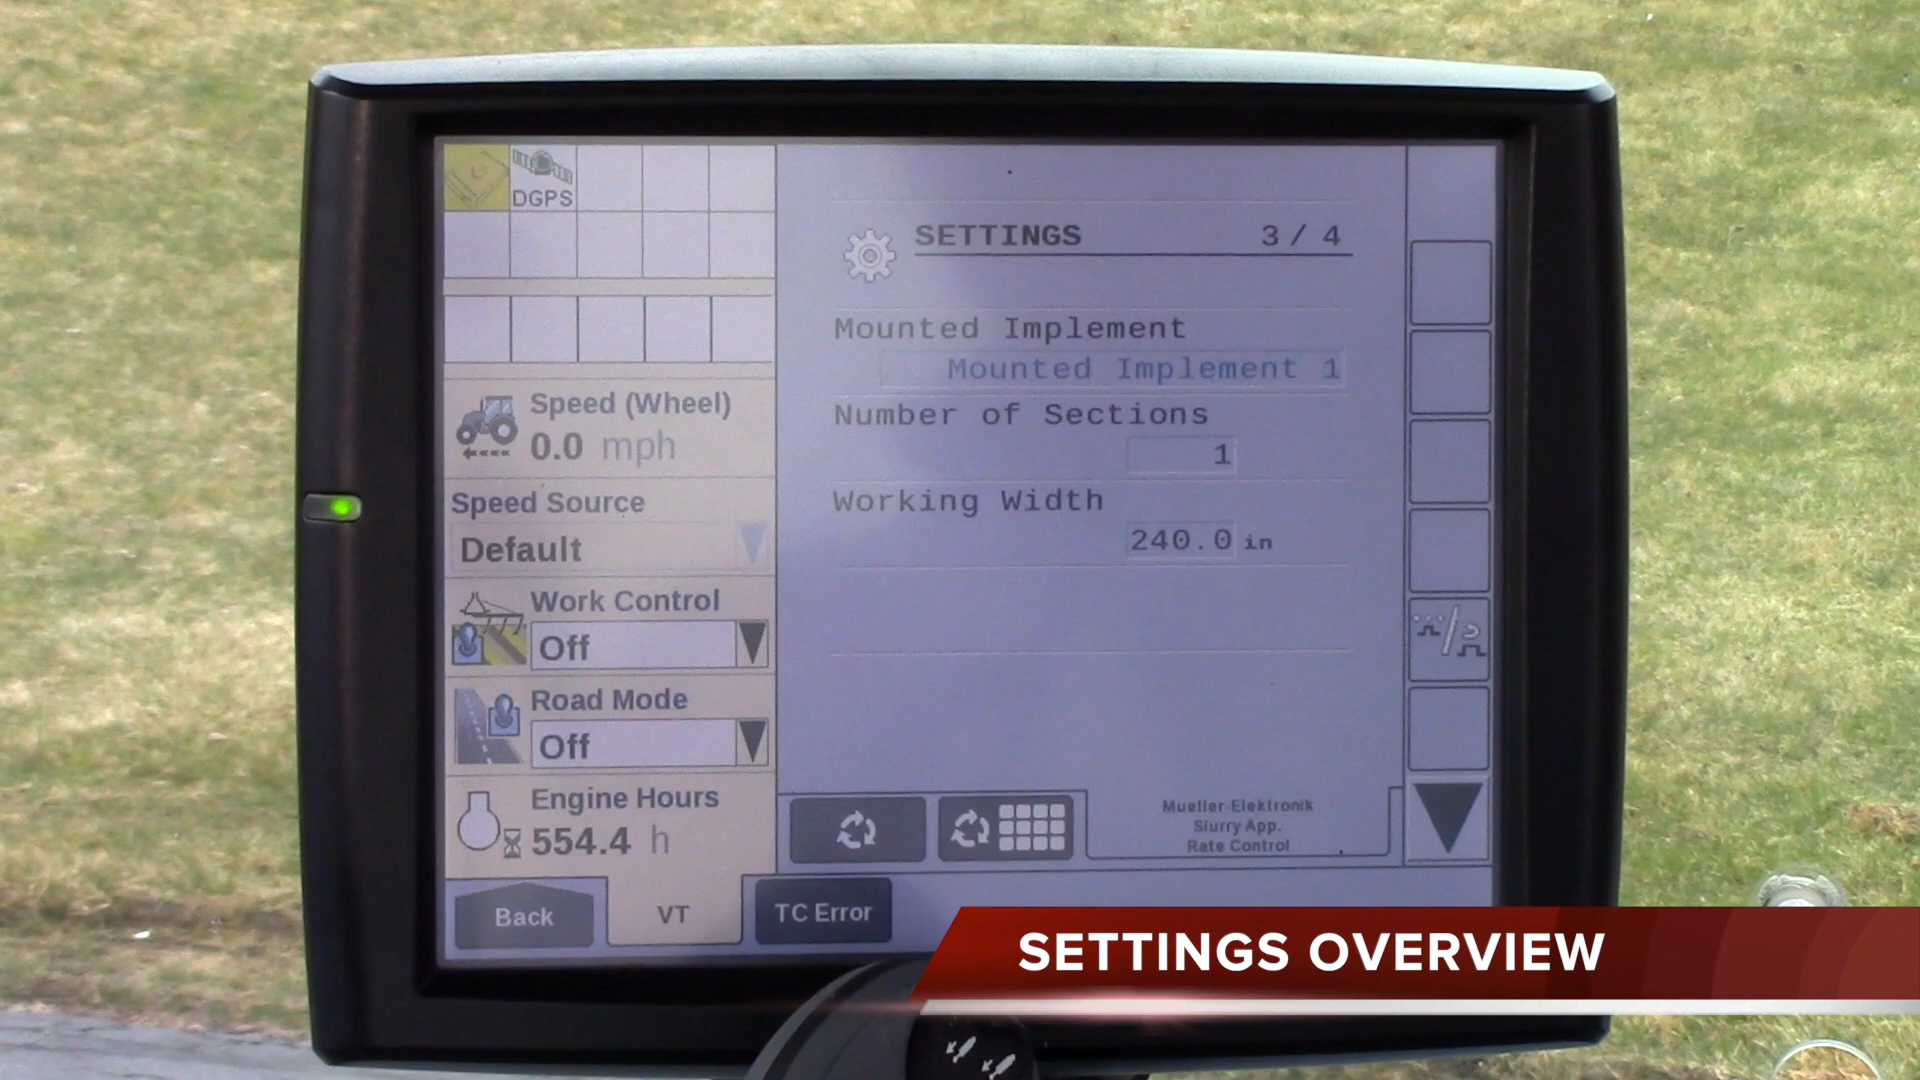 DGPS
SETTINGS 3 / 4
Mounted Implement
Mounted Implement 1
Number of Sections
1
Working Width
240.0 in
Speed (Wheel)
0.0 mph
Speed Source
Default
Work Control
Off
Road Mode
Off
Engine Hours
554.4 h
Mueller-Elektronik
Slurry App.
Rate Control
Back
VT
TC Error
SETTINGS OVERVIEW